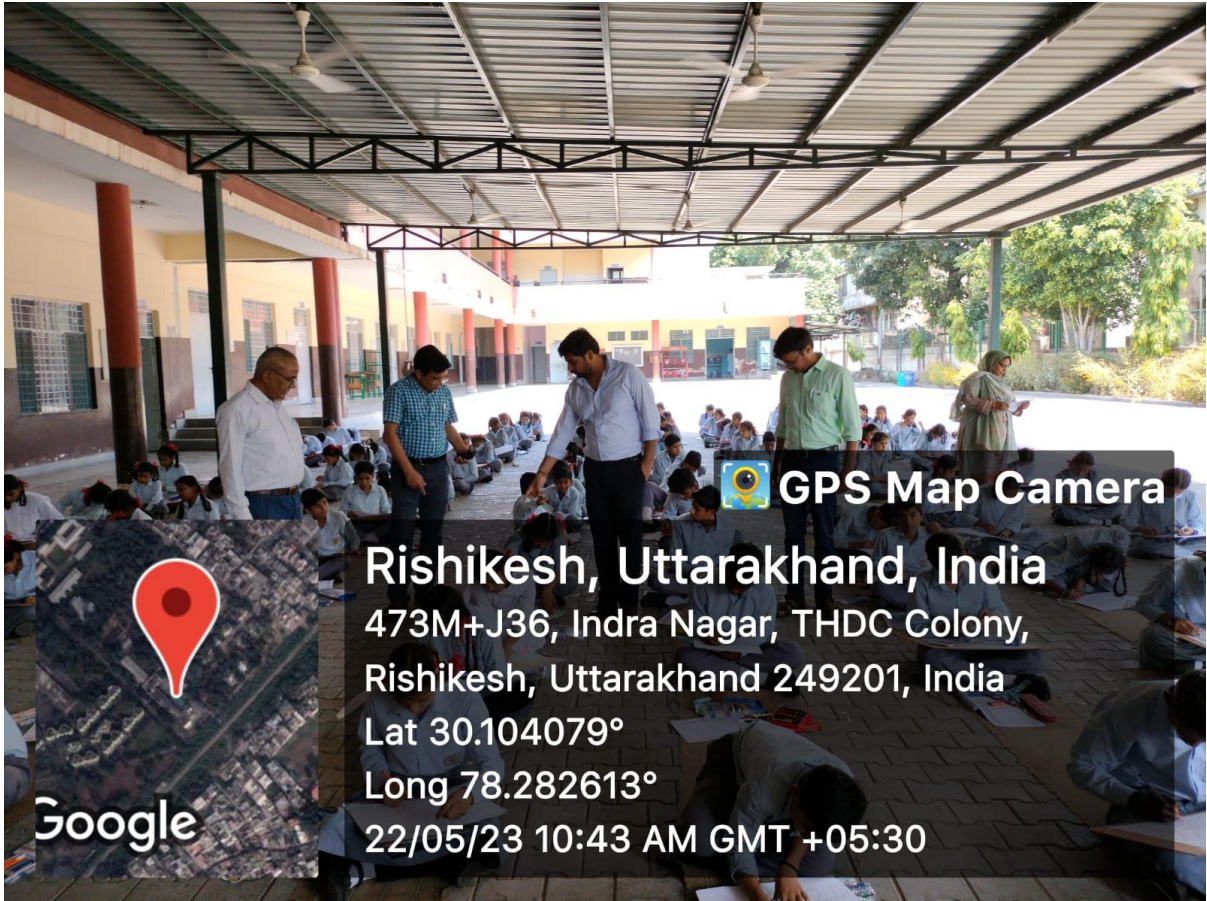 GPS Map Camera
Rishikesh, Uttarakhand, India
473M+J36, Indra Nagar, THDC Colony,
Rishikesh, Uttarakhand 249201, India
Lat 30.104079°
Long 78.282613°
22/05/23 10:43 AM GMT +05:30
Google